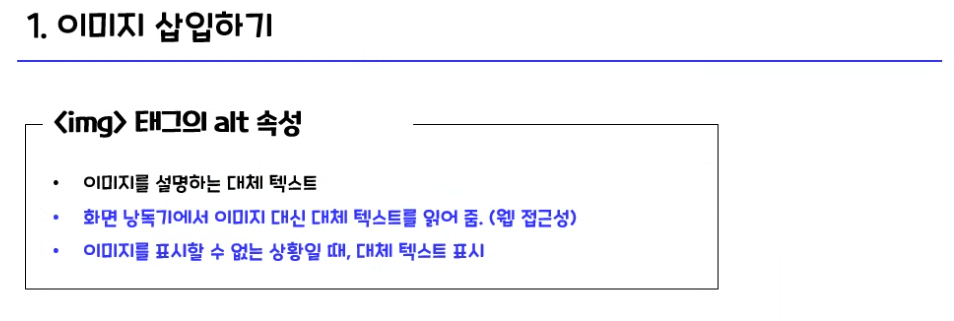 1. 이미지 삽입하기
<img> 태그의 alt 속성
• 이미지를 설명하는 대체 텍스트
• 화면 낭독기에서 이미지 대신 대체 텍스트를 읽어 줌. (웹 접근성)
• 이미지를 표시할 수 없는 상황일 때, 대체 텍스트 표시